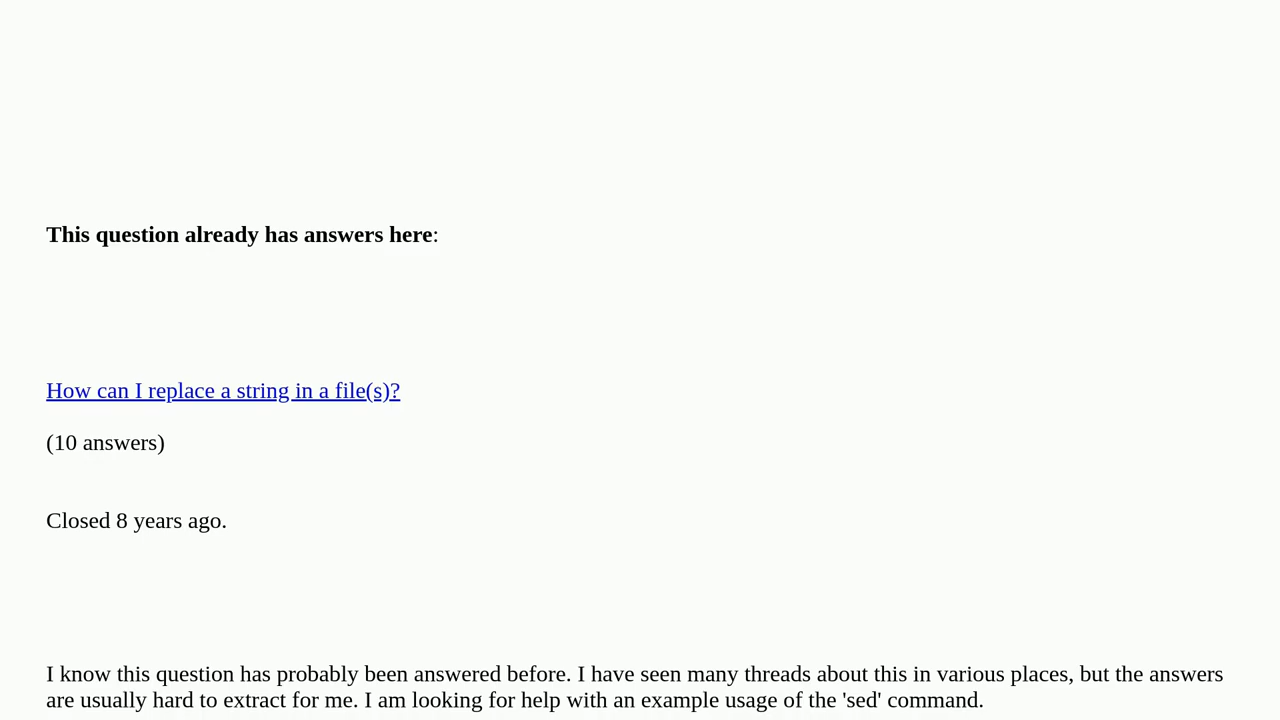 This question already has answers here:
How can I replace a string in a file(s)?
(10 answers)
Closed 8 years ago.
I know this question has probably been answered before. I have seen many threads about this in various places, but the answers
are usually hard to extract for me. I am looking for help with an example usage of the 'sed' command.